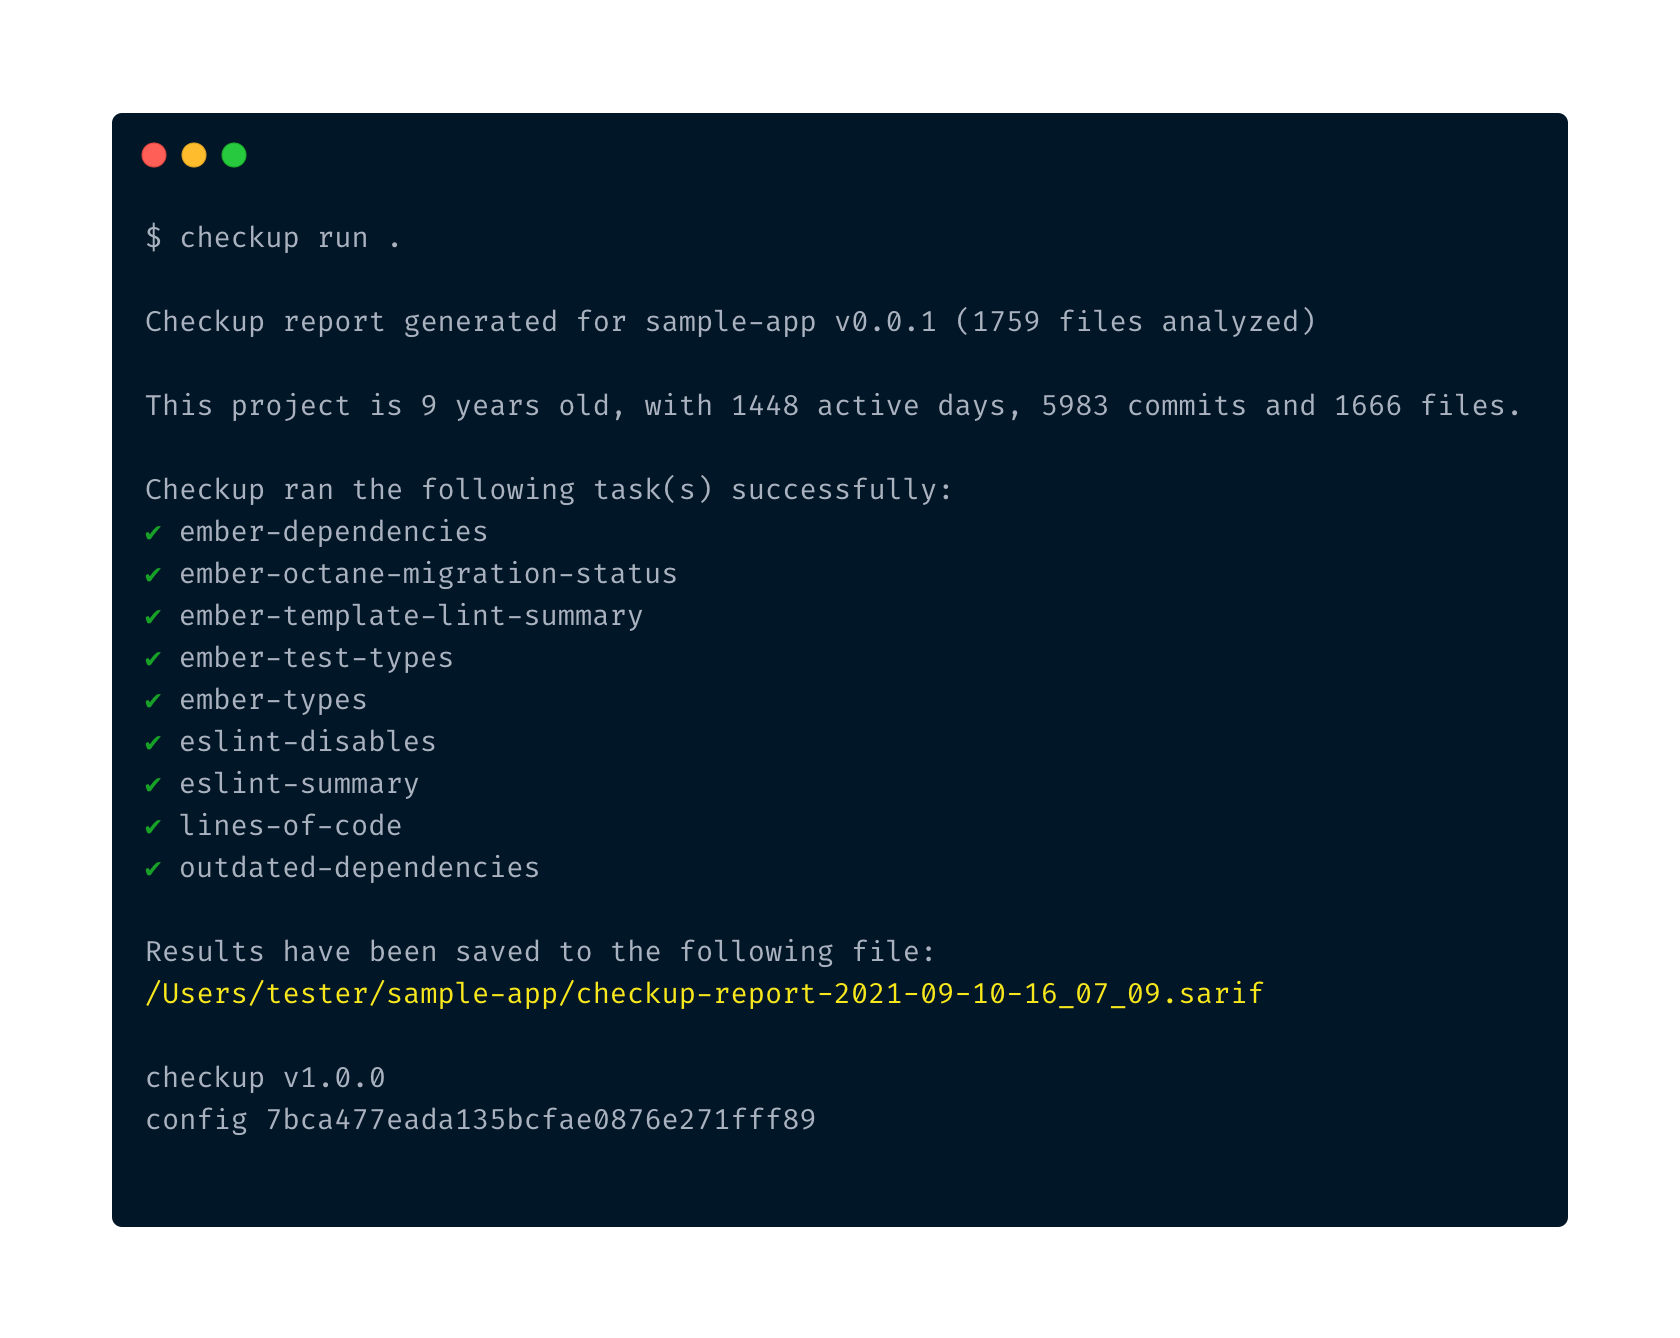 $ checkup run .
Checkup report generated for sample-app v0.0.1 (1759 files analyzed)
This project is 9 years old, with 1448 active days, 5983 commits and 1666 files.
Checkup ran the following task(s) successfully:
✔ ember-dependencies
✔ ember-octane-migration-status
✔ ember-template-lint-summary
✔ ember-test-types
✔ ember-types
✔ eslint-disables
✔ eslint-summary
✔ lines-of-code
✔ outdated-dependencies
Results have been saved to the following file:
/Users/tester/sample-app/checkup-report-2021-09-10-16_07_09.sarif
checkup v1.0.0
config 7bca477eada135bcfae0876e271fff89